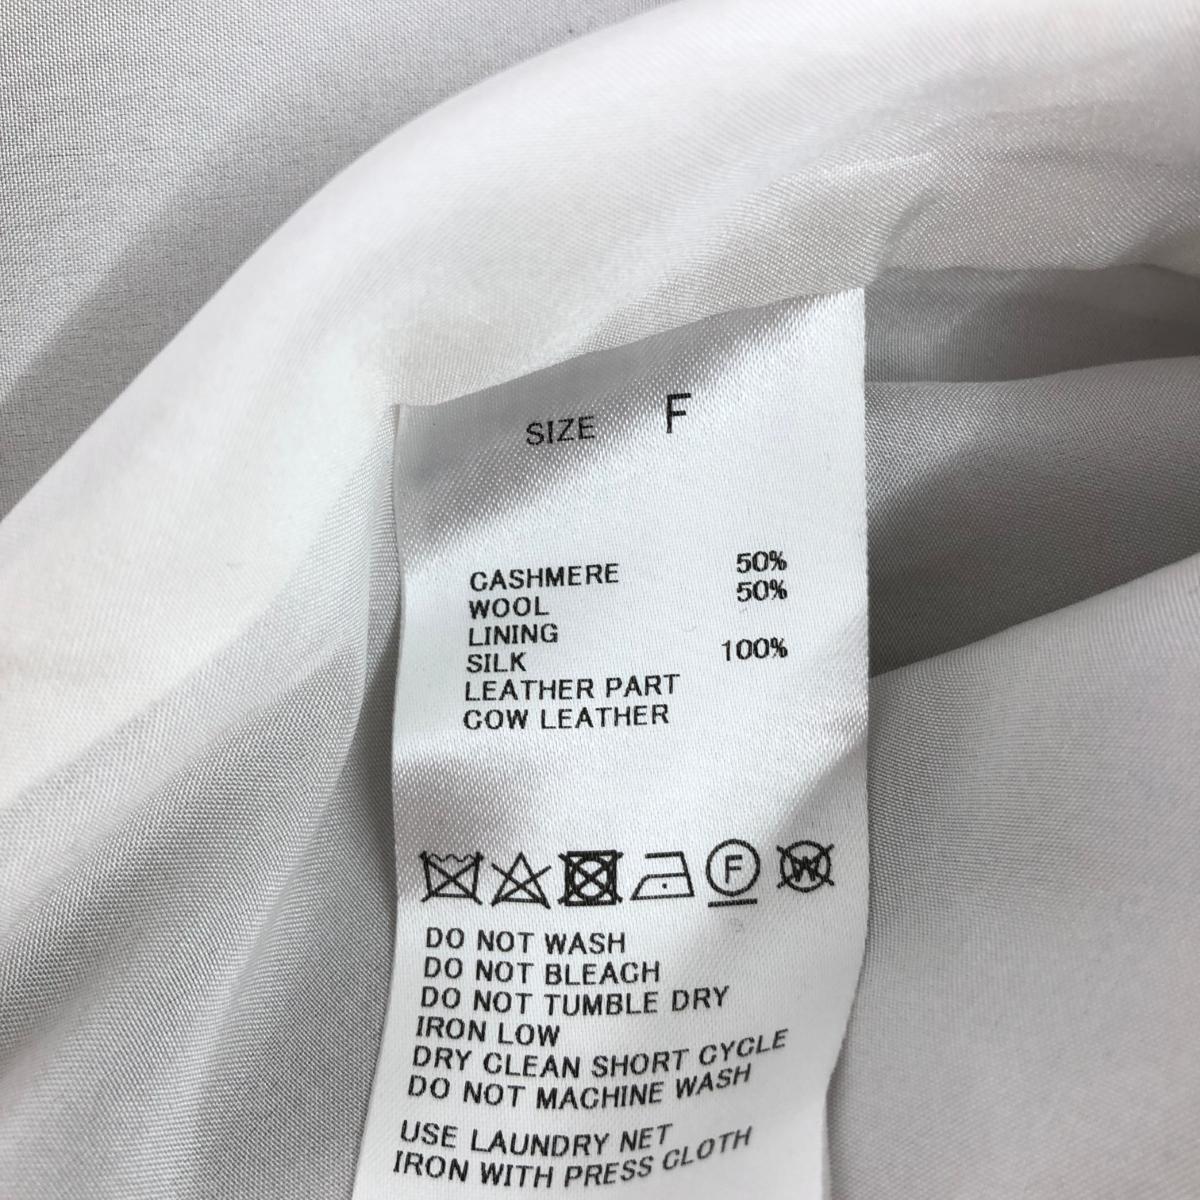 SIZE F
CASHMERE 50%
WOOL 50%
LINING
SILK 100%
LEATHER PART
COW LEATHER
F W
DO NOT WASH
DO NOT BLEACH
DO NOT TUMBLE DRY
IRON LOW
DRY CLEAN SHORT CYCLE
DO NOT MACHINE WASH
USE LAUNDRY NET
IRON WITH PRESS CLOTH